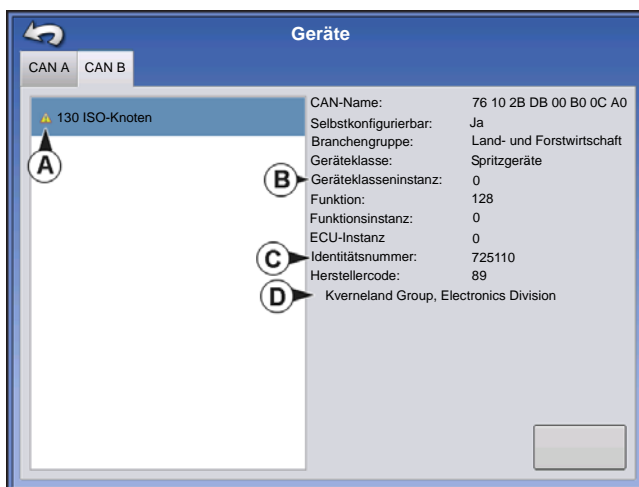 Geräte
CAN A CAN B
130 ISO-Knoten
A
CAN-Name: 76 10 2B DB 00 B0 0C A0
Selbstkonfigurierbar: Ja
Branchengruppe: Land- und Forstwirtschaft
Geräteklasse: Spritzgeräte
B Geräteklasseninstanz: 0
Funktion: 128
Funktionsinstanz: 0
ECU-Instanz 0
C Identitätsnummer: 725110
Herstellercode: 89
D Kverneland Group, Electronics Division